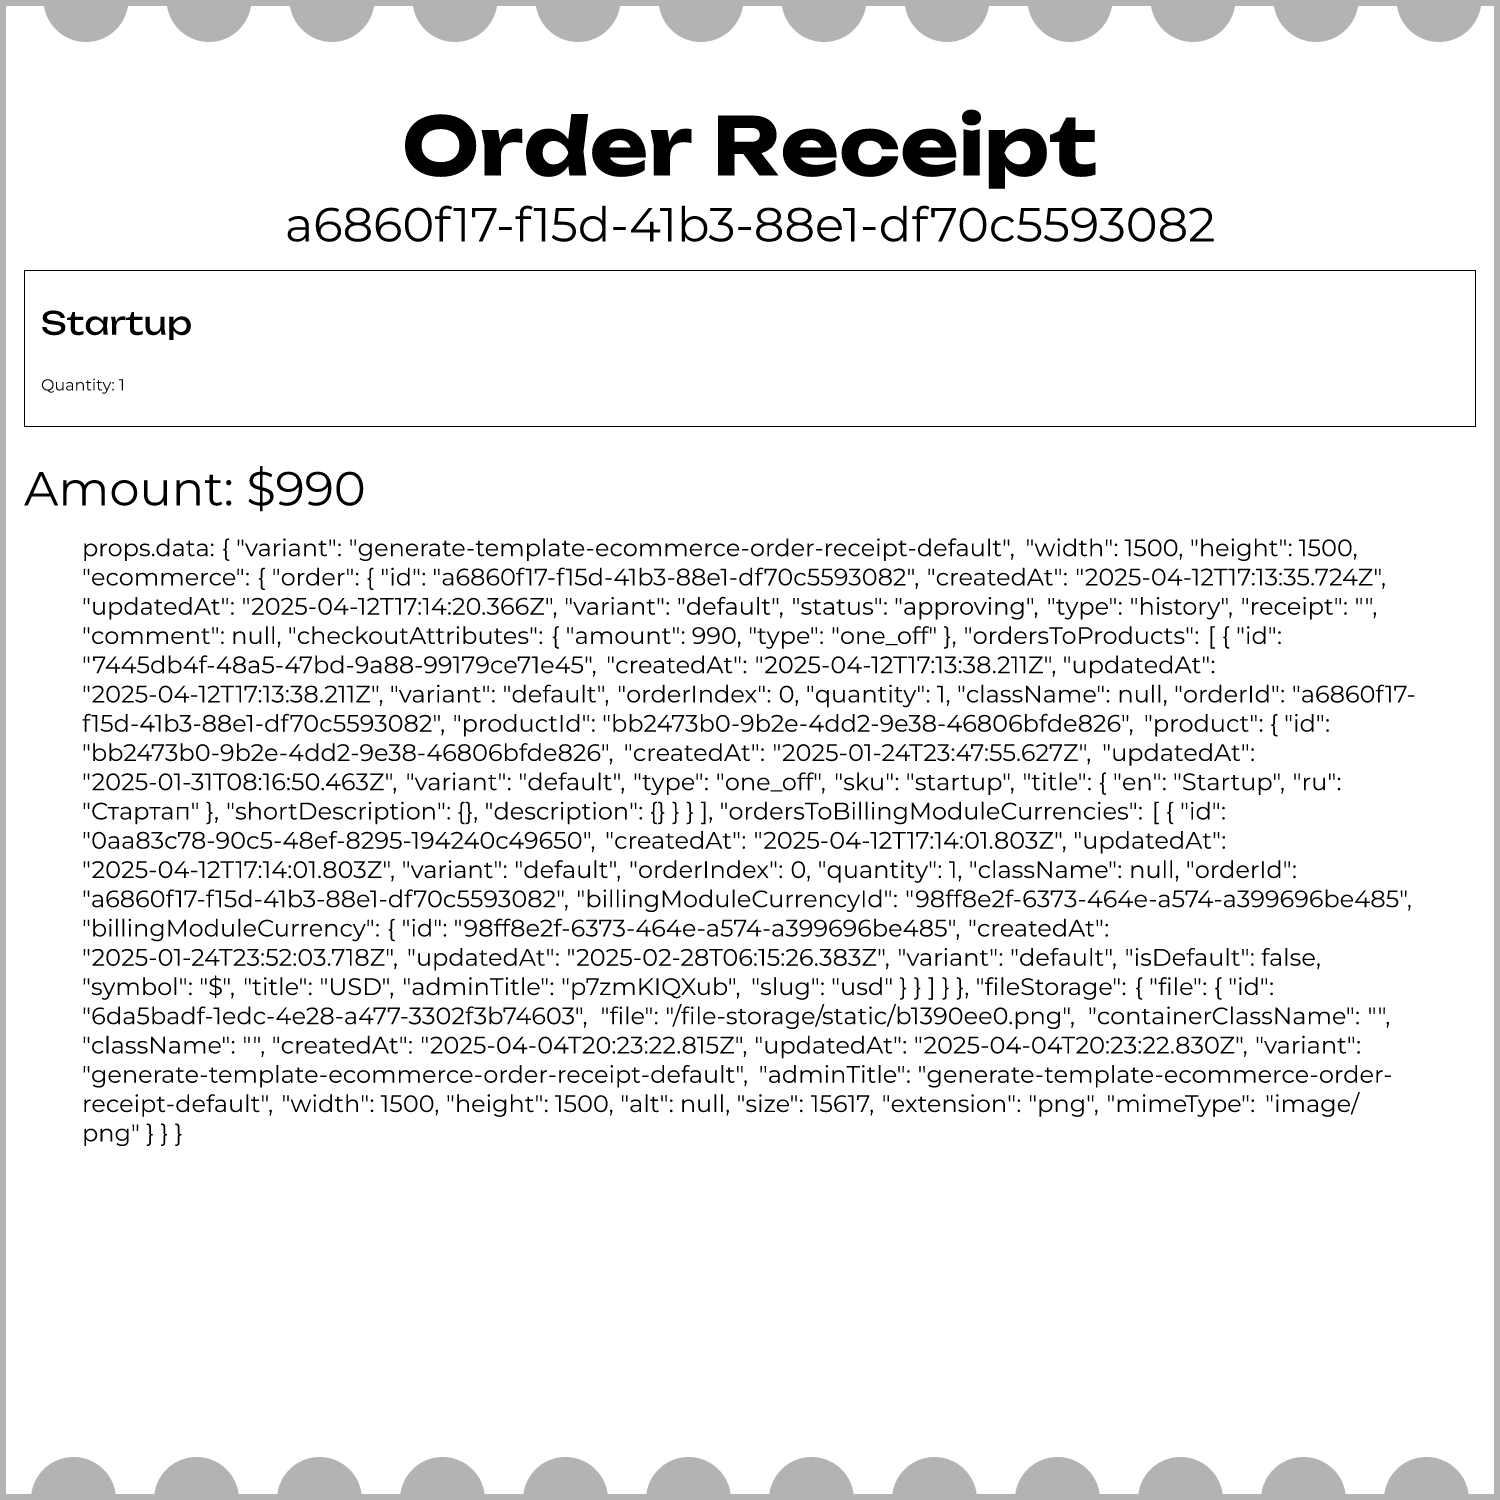 Order Receipt
a6860f17-f15d-41b3-88e1-df70c5593082
Startup
Quantity: 1
Amount: $990
props.data: { "variant": "generate-template-ecommerce-order-receipt-default", "width": 1500, "height": 1500,
"ecommerce": { "order": { "id": "a6860f17-f15d-41b3-88e1-df70c5593082", "createdAt": "2025-04-12T17:13:35.724Z",
"updatedAt": "2025-04-12T17:14:20.366Z", "variant": "default", "status": "approving", "type": "history", "receipt": "",
"comment": null, "checkoutAttributes": { "amount": 990, "type": "one_off" }, "ordersToProducts": [ { "id":
"7445db4f-48a5-47bd-9a88-99179ce71e45", "createdAt": "2025-04-12T17:13:38.211Z", "updatedAt":
"2025-04-12T17:13:38.211Z", "variant": "default", "orderIndex": 0, "quantity": 1, "className": null, "orderId": "a6860f17-
f15d-41b3-88e1-df70c5593082", "productId": "bb2473b0-9b2e-4dd2-9e38-46806bfde826", "product": { "id":
"bb2473b0-9b2e-4dd2-9e38-46806bfde826", "createdAt": "2025-01-24T23:47:55.627Z", "updatedAt":
"2025-01-31T08:16:50.463Z", "variant": "default", "type": "one_off", "sku": "startup", "title": { "en": "Startup", "ru":
"Стартап" }, "shortDescription": {}, "description": {} } } ], "ordersToBillingModuleCurrencies": [ { "id":
"0aa83c78-90c5-48ef-8295-194240c49650", "createdAt": "2025-04-12T17:14:01.803Z", "updatedAt":
"2025-04-12T17:14:01.803Z", "variant": "default", "orderIndex": 0, "quantity": 1, "className": null, "orderId":
"a6860f17-f15d-41b3-88e1-df70c5593082", "billingModuleCurrencyId": "98ff8e2f-6373-464e-a574-a399696be485",
"billingModuleCurrency": { "id": "98ff8e2f-6373-464e-a574-a399696be485", "createdAt":
"2025-01-24T23:52:03.718Z", "updatedAt": "2025-02-28T06:15:26.383Z", "variant": "default", "isDefault": false,
"symbol": "$", "title": "USD", "adminTitle": "p7zmKIQXub", "slug": "usd" } } ] } }, "fileStorage": { "file": { "id":
"6da5badf-1edc-4e28-a477-3302f3b74603", "file": "/file-storage/static/b1390ee0.png", "containerClassName": "",
"className": "", "createdAt": "2025-04-04T20:23:22.815Z", "updatedAt": "2025-04-04T20:23:22.830Z", "variant":
"generate-template-ecommerce-order-receipt-default", "adminTitle": "generate-template-ecommerce-order-
receipt-default", "width": 1500, "height": 1500, "alt": null, "size": 15617, "extension": "png", "mimeType": "image/
png" } } }